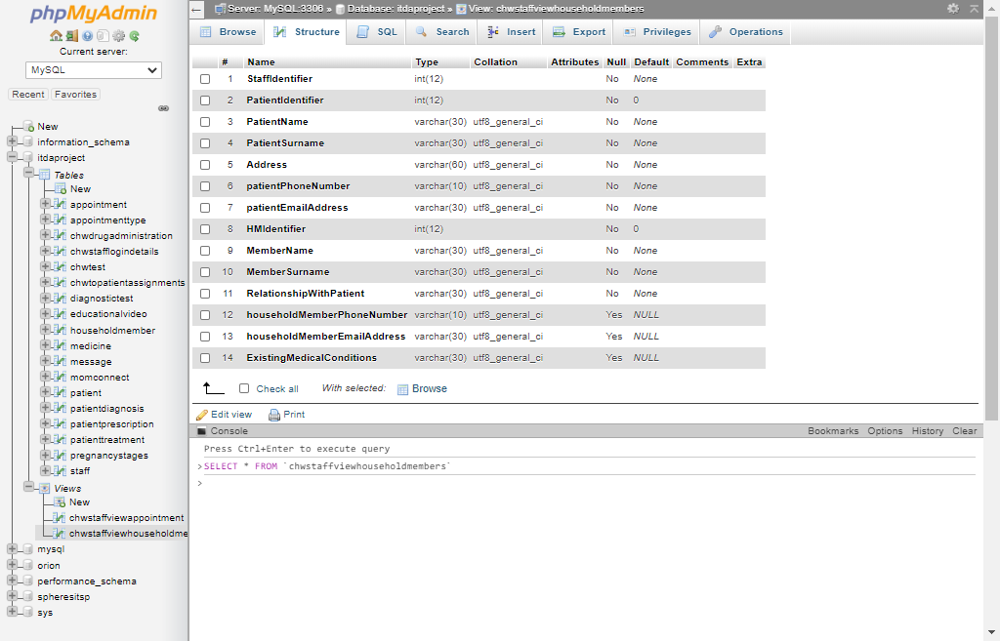 phpMyAdmin
Current server:
MySQL
Recent Favorites
New
information_schema
itdaproject
Tables
New
appointment
appointmenttype
chwdrugadministration
chwstafflogindetails
chwtest
chwtopatientassignments
diagnostictest
educationalvideo
householdmember
medicine
message
momconnect
patient
patientdiagnosis
patientprescription
patienttreatment
pregnancystages
staff
Views
New
chwstaffviewappointment
chwstaffviewhouseholdme
mysql
orion
performance_schema
spheresitsp
sys
Server: MySQL:3306 » Database: itdaproject » View: chwstaffviewhouseholdmembers
Browse Structure SQL Search Insert Export Privileges Operations
# Name Type Collation Attributes Null Default Comments Extra
1 StaffIdentifier int(12) No None
2 PatientIdentifier int(12) No 0
3 PatientName varchar(30) utf8_general_ci No None
4 PatientSurname varchar(30) utf8_general_ci No None
5 Address varchar(60) utf8_general_ci No None
6 patientPhoneNumber varchar(10) utf8_general_ci No None
7 patientEmailAddress varchar(30) utf8_general_ci No None
8 HMIdentifier int(12) No 0
9 MemberName varchar(30) utf8_general_ci No None
10 MemberSurname varchar(30) utf8_general_ci No None
11 RelationshipWithPatient varchar(30) utf8_general_ci No None
12 householdMemberPhoneNumber varchar(10) utf8_general_ci Yes NULL
13 householdMemberEmailAddress varchar(30) utf8_general_ci Yes NULL
14 ExistingMedicalConditions varchar(30) utf8_general_ci Yes NULL
Check all With selected: Browse
Edit view Print
Console Bookmarks Options History Clear
Press Ctrl+Enter to execute query
>SELECT * FROM `chwstaffviewhouseholdmembers`
>